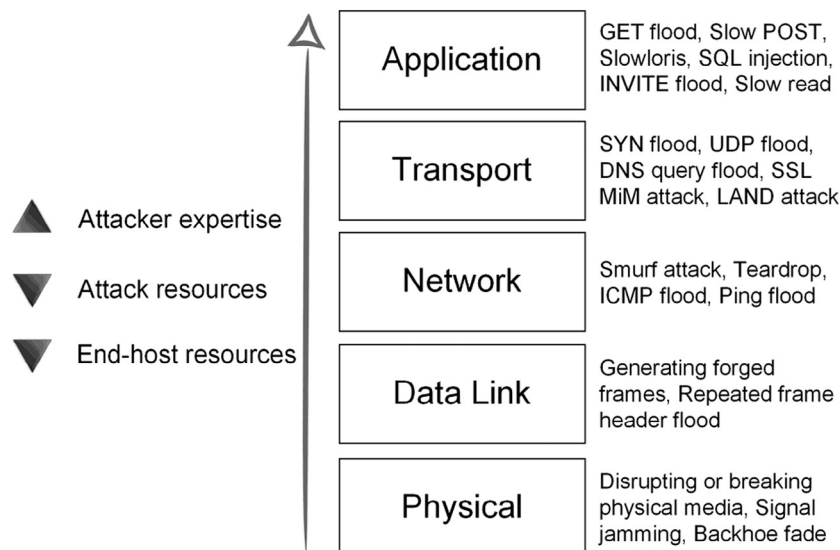 Application
GET flood, Slow POST,
Slowloris, SQL injection,
INVITE flood, Slow read
Transport
SYN flood, UDP flood,
DNS query flood, SSL
MiM attack, LAND attack
Attacker expertise
Attack resources
End-host resources
Network
Smurf attack, Teardrop,
ICMP flood, Ping flood
Data Link
Generating forged
frames, Repeated frame
header flood
Physical
Disrupting or breaking
physical media, Signal
jamming, Backhoe fade